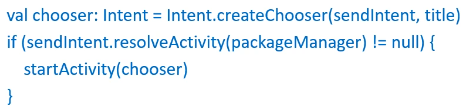 val chooser: Intent = Intent.createChooser(sendIntent, title)
if (sendIntent.resolveActivity(packageManager) != null) {
    startActivity(chooser)
}